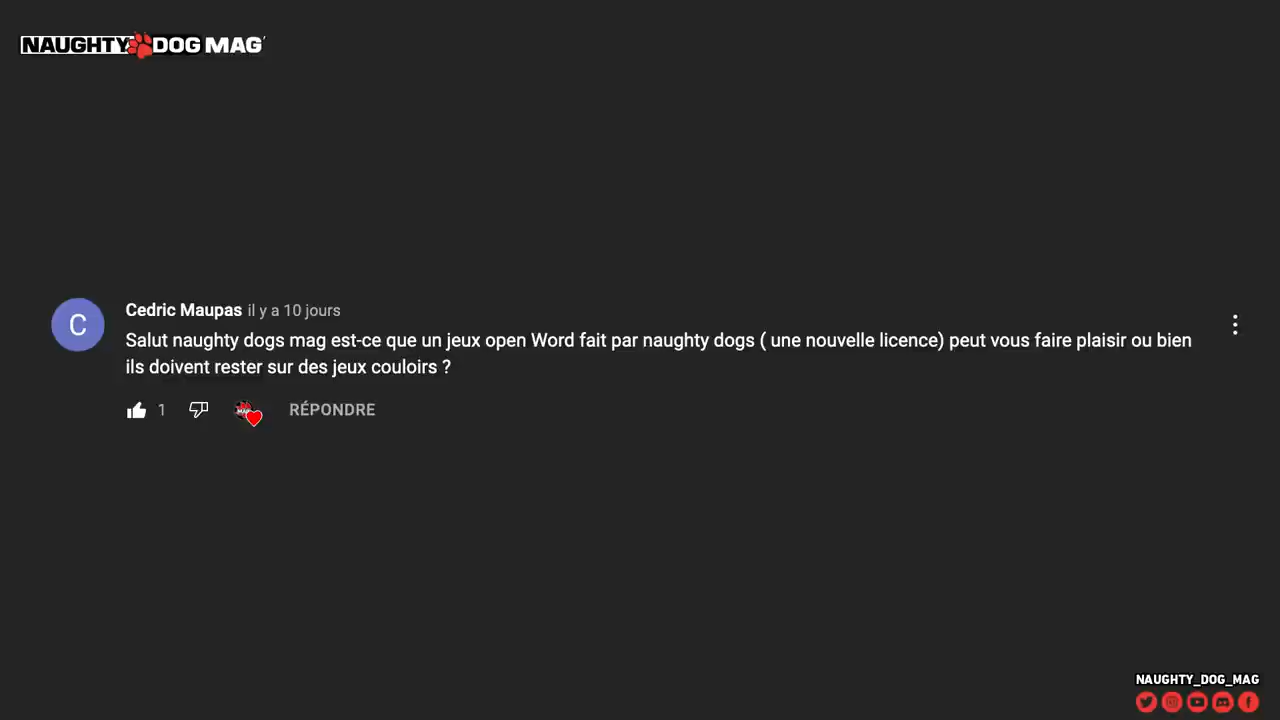 NAUGHTY DOG MAG
C
Cedric Maupas il y a 10 jours
Salut naughty dogs mag est-ce que un jeux open Word fait par naughty dogs ( une nouvelle licence) peut vous faire plaisir ou bien
ils doivent rester sur des jeux couloirs ?
1
RÉPONDRE
NAUGHTY_DOG_MAG